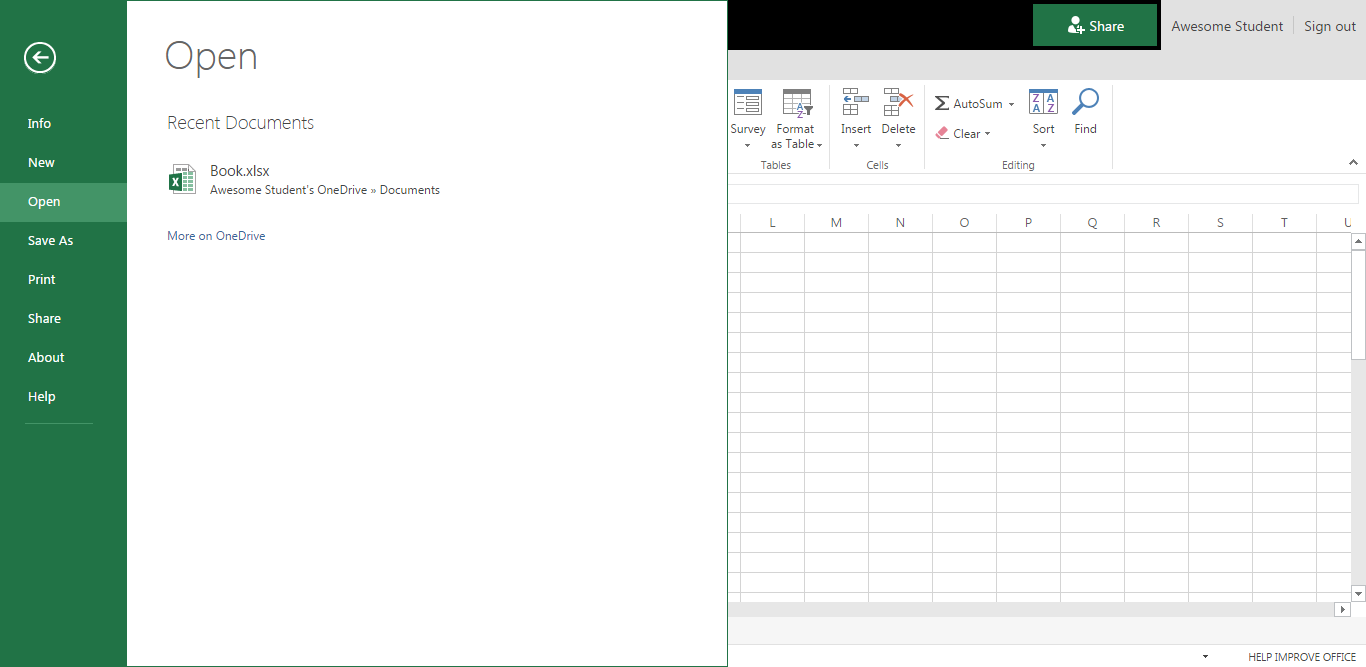 Open
Info
New
Open
Save As
Print
Share
About
Help
Recent Documents
Book.xlsx
Awesome Student's OneDrive » Documents
More on OneDrive
Share
Awesome Student
Sign out
Survey
Format
as Table
Tables
Insert
Delete
Cells
AutoSum
Clear
Sort
Find
Editing
L M N O P Q R S T U
HELP IMPROVE OFFICE